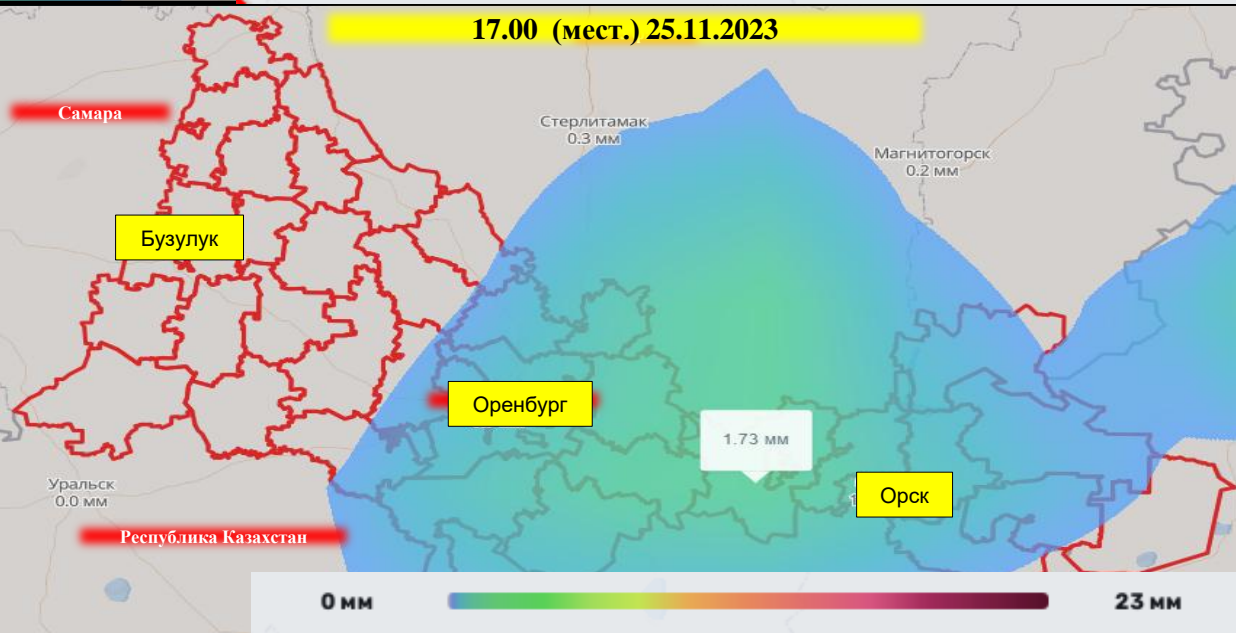 17.00 (мест.) 25.11.2023
Самара
Стерлитамак
0.3 мм
Магнитогорск
0.2 мм
Бузулук
Оренбург
1.73 мм
Уральск
0.0 мм
Орск
Республика Казахстан
0 мм
23 мм